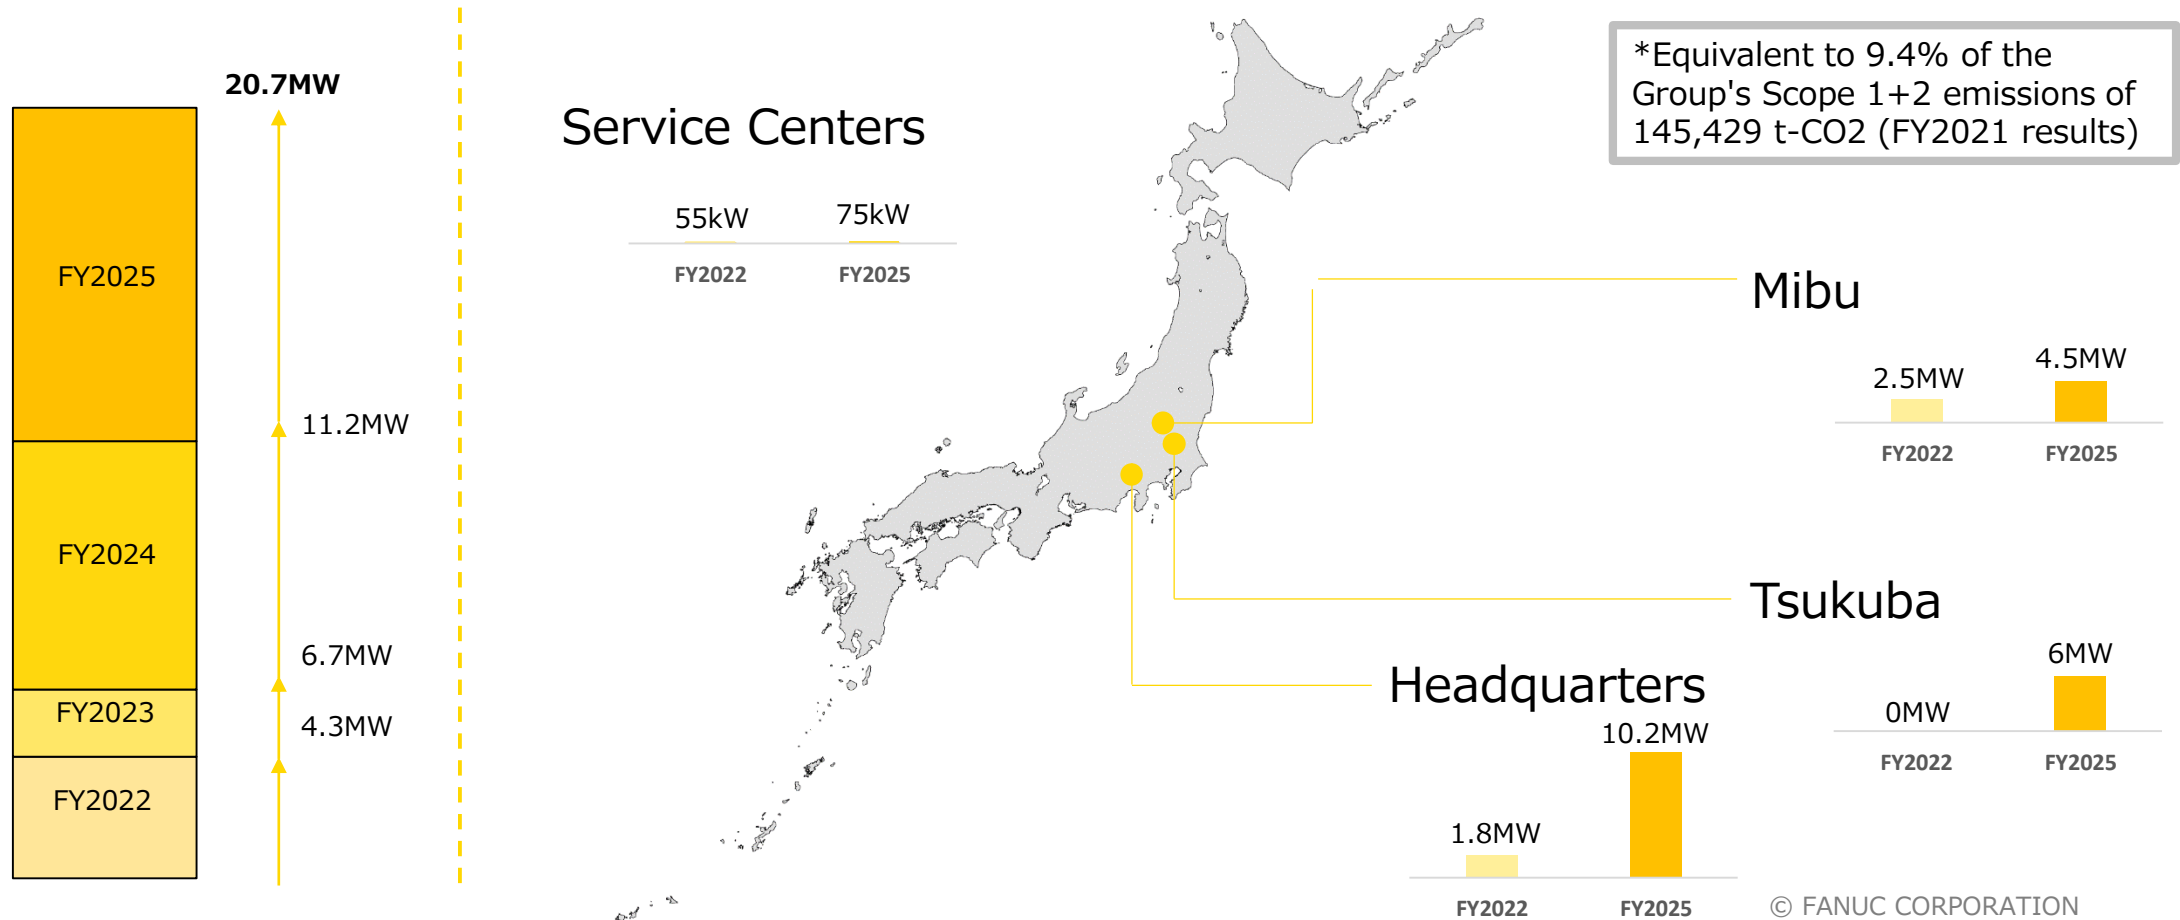 20.7MW
FY2025
11.2MW
FY2024
6.7MW
FY2023
4.3MW
FY2022
Service Centers
55kW
75kW
FY2022
FY2025
*Equivalent to 9.4% of the
Group's Scope 1+2 emissions of
145,429 t-CO2 (FY2021 results)
Mibu
2.5MW
4.5MW
FY2022
FY2025
Tsukuba
0MW
6MW
FY2022
FY2025
Headquarters
1.8MW
10.2MW
FY2022
FY2025
© FANUC CORPORATION